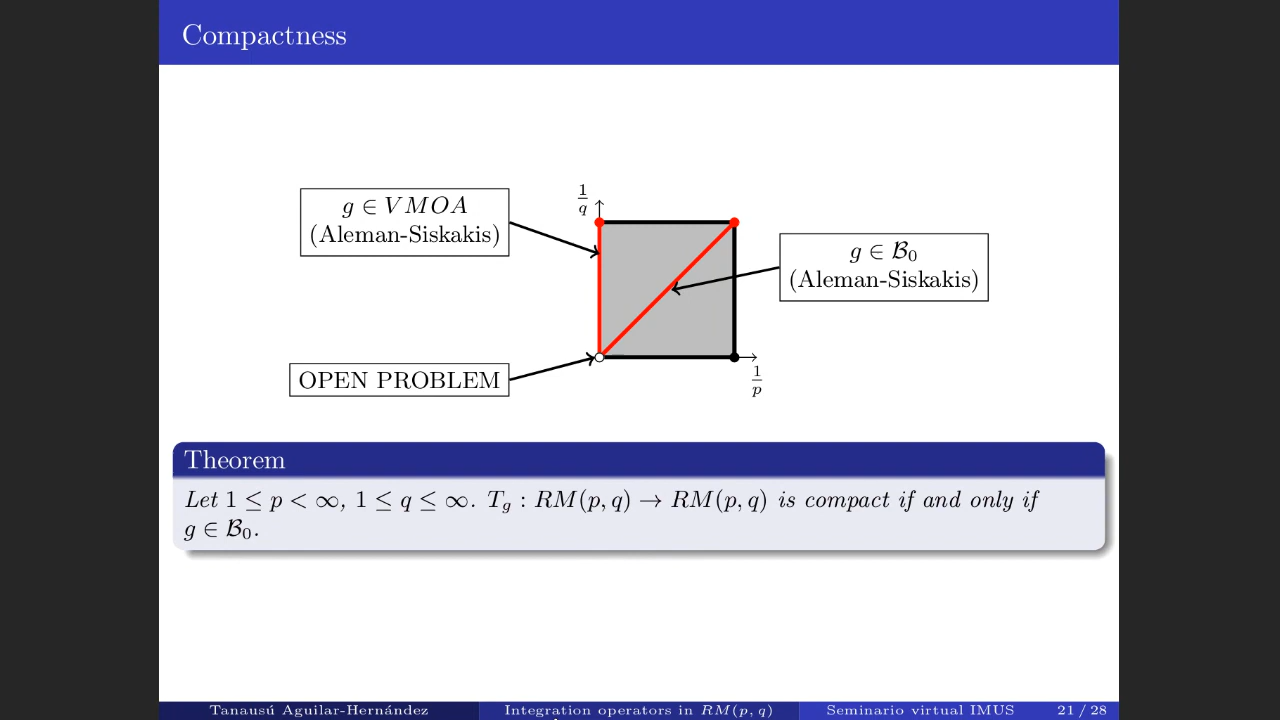 Compactness
g ∈ VMOA
(Aleman-Siskakis)
1/q
g ∈ ℬ₀
(Aleman-Siskakis)
OPEN PROBLEM
1/p
Theorem
Let 1 ≤ p < ∞, 1 ≤ q ≤ ∞. T_g : RM(p, q) → RM(p, q) is compact if and only if
g ∈ ℬ₀.
Tanausú Aguilar-Hernández Integration operators in RM(p, q) Seminario virtual IMUS 21 / 28